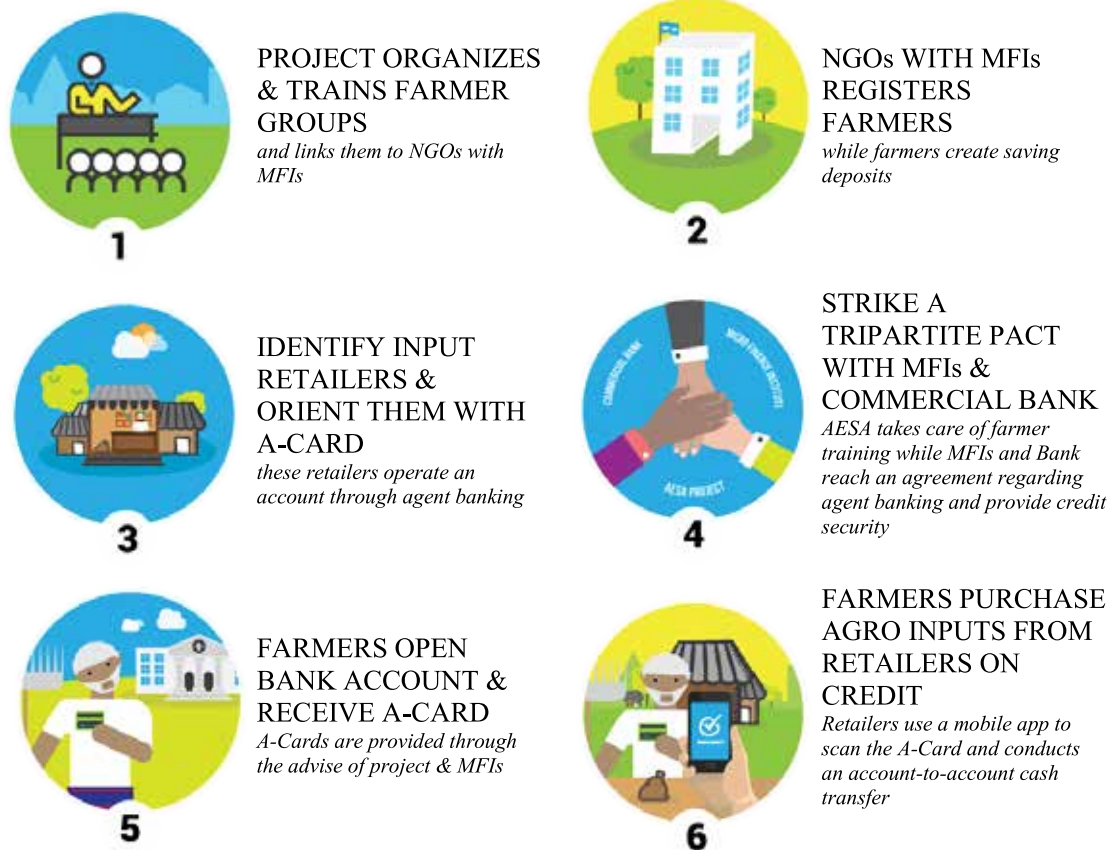 PROJECT ORGANIZES
& TRAINS FARMER
GROUPS
and links them to NGOs with
MFIs
1
NGOs WITH MFIs
REGISTERS
FARMERS
while farmers create saving
deposits
2
IDENTIFY INPUT
RETAILERS &
ORIENT THEM WITH
A-CARD
these retailers operate an
account through agent banking
3
STRIKE A
TRIPARTITE PACT
WITH MFIs &
COMMERCIAL BANK
AESA takes care of farmer
training while MFIs and Bank
reach an agreement regarding
agent banking and provide credit
security
COMMERCIAL BANK
MICRO FINANCE INSTITUTE
AESA PROJECT
4
FARMERS OPEN
BANK ACCOUNT &
RECEIVE A-CARD
A-Cards are provided through
the advise of project & MFIs
5
FARMERS PURCHASE
AGRO INPUTS FROM
RETAILERS ON
CREDIT
Retailers use a mobile app to
scan the A-Card and conducts
an account-to-account cash
transfer
6